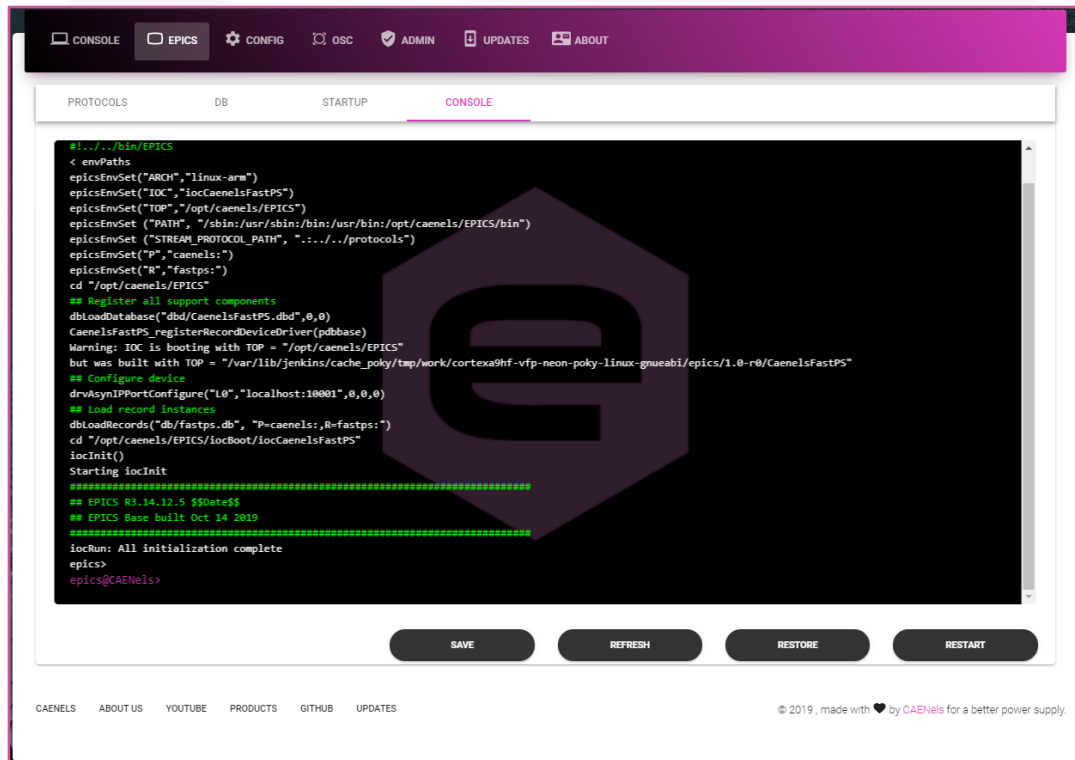 CONSOLE EPICS CONFIG OSC ADMIN UPDATES ABOUT
PROTOCOLS DB STARTUP CONSOLE
#!../../bin/EPICS
< envPaths
epicsEnvSet("ARCH","linux-arm")
epicsEnvSet("IOC","iocCaenelsFastPS")
epicsEnvSet("TOP","/opt/caenels/EPICS")
epicsEnvSet ("PATH", "/sbin:/usr/sbin:/bin:/usr/bin:/opt/caenels/EPICS/bin")
epicsEnvSet ("STREAM_PROTOCOL_PATH", ".:../../protocols")
epicsEnvSet("P","caenels:")
epicsEnvSet("R","fastps:")
cd "/opt/caenels/EPICS"
## Register all support components
dbLoadDatabase("dbd/CaenelsFastPS.dbd",0,0)
CaenelsFastPS_registerRecordDeviceDriver(pdbbase)
Warning: IOC is booting with TOP = "/opt/caenels/EPICS"
but was built with TOP = "/var/lib/jenkins/cache_poky/tmp/work/cortexa9hf-vfp-neon-poky-linux-gnueabi/epics/1.0-r0/CaenelsFastPS"
## Configure device
drvAsynIPPortConfigure("L0","localhost:10001",0,0,0)
## Load record instances
dbLoadRecords("db/fastps.db", "P=caenels:,R=fastps:")
cd "/opt/caenels/EPICS/iocBoot/iocCaenelsFastPS"
iocInit()
Starting iocInit
############################################################################
## EPICS R3.14.12.5 $$Date$$
## EPICS Base built Oct 14 2019
############################################################################
iocRun: All initialization complete
epics>
epics@CAENels>
SAVE REFRESH RESTORE RESTART
CAENELS ABOUT US YOUTUBE PRODUCTS GITHUB UPDATES
© 2019 , made with ♥ by CAENels for a better power supply.